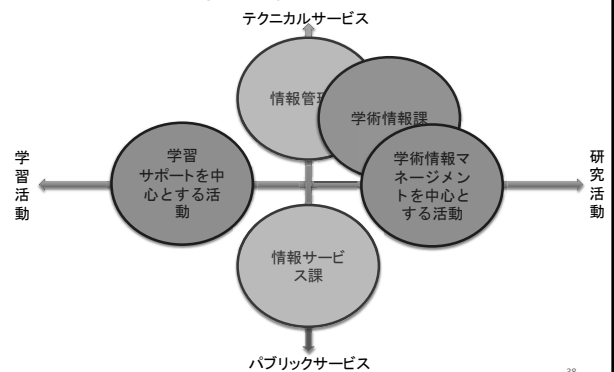 テクニカルサービス
情報管
学術情報課
学習活動
学習
サポートを中
心とする活
動
学術情報マ
ネージメン
トを中心と
する活動
研究活動
情報サービ
ス課
パブリックサービス
38